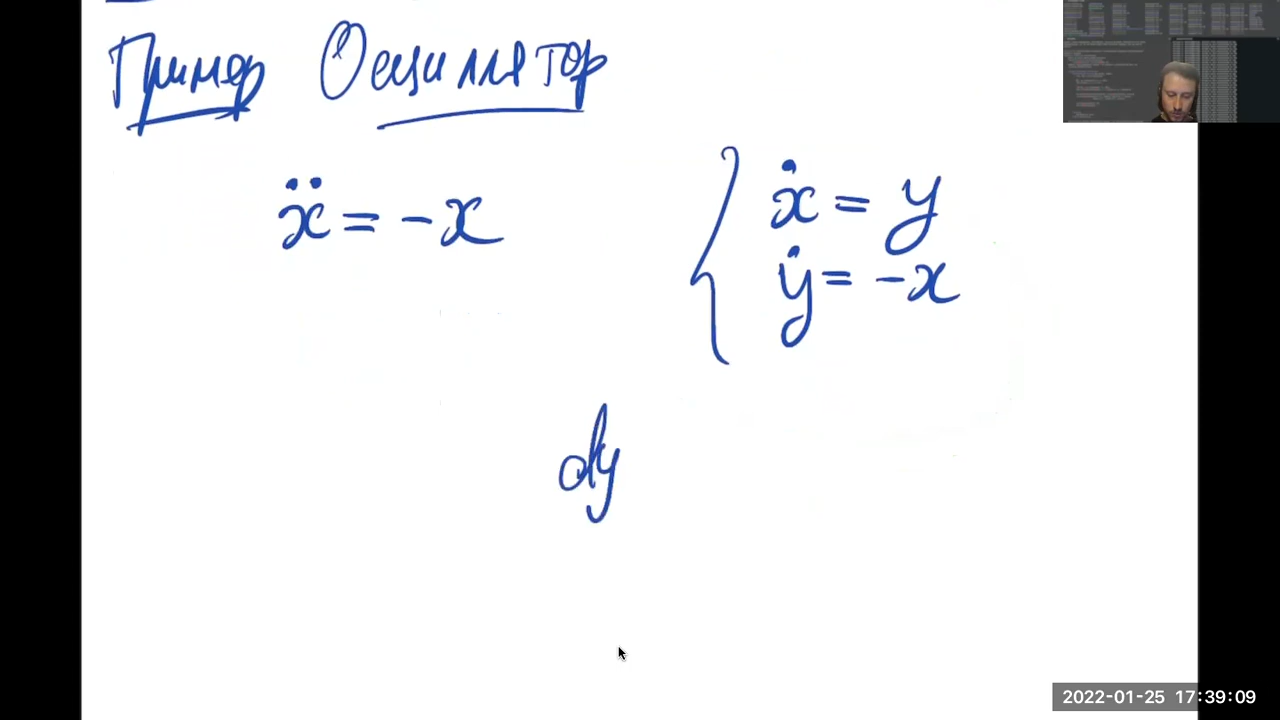 Пример Осциллятор
ẍ = -x
{ ẋ = y
ẏ = -x
dy
2022-01-25 17:39:09